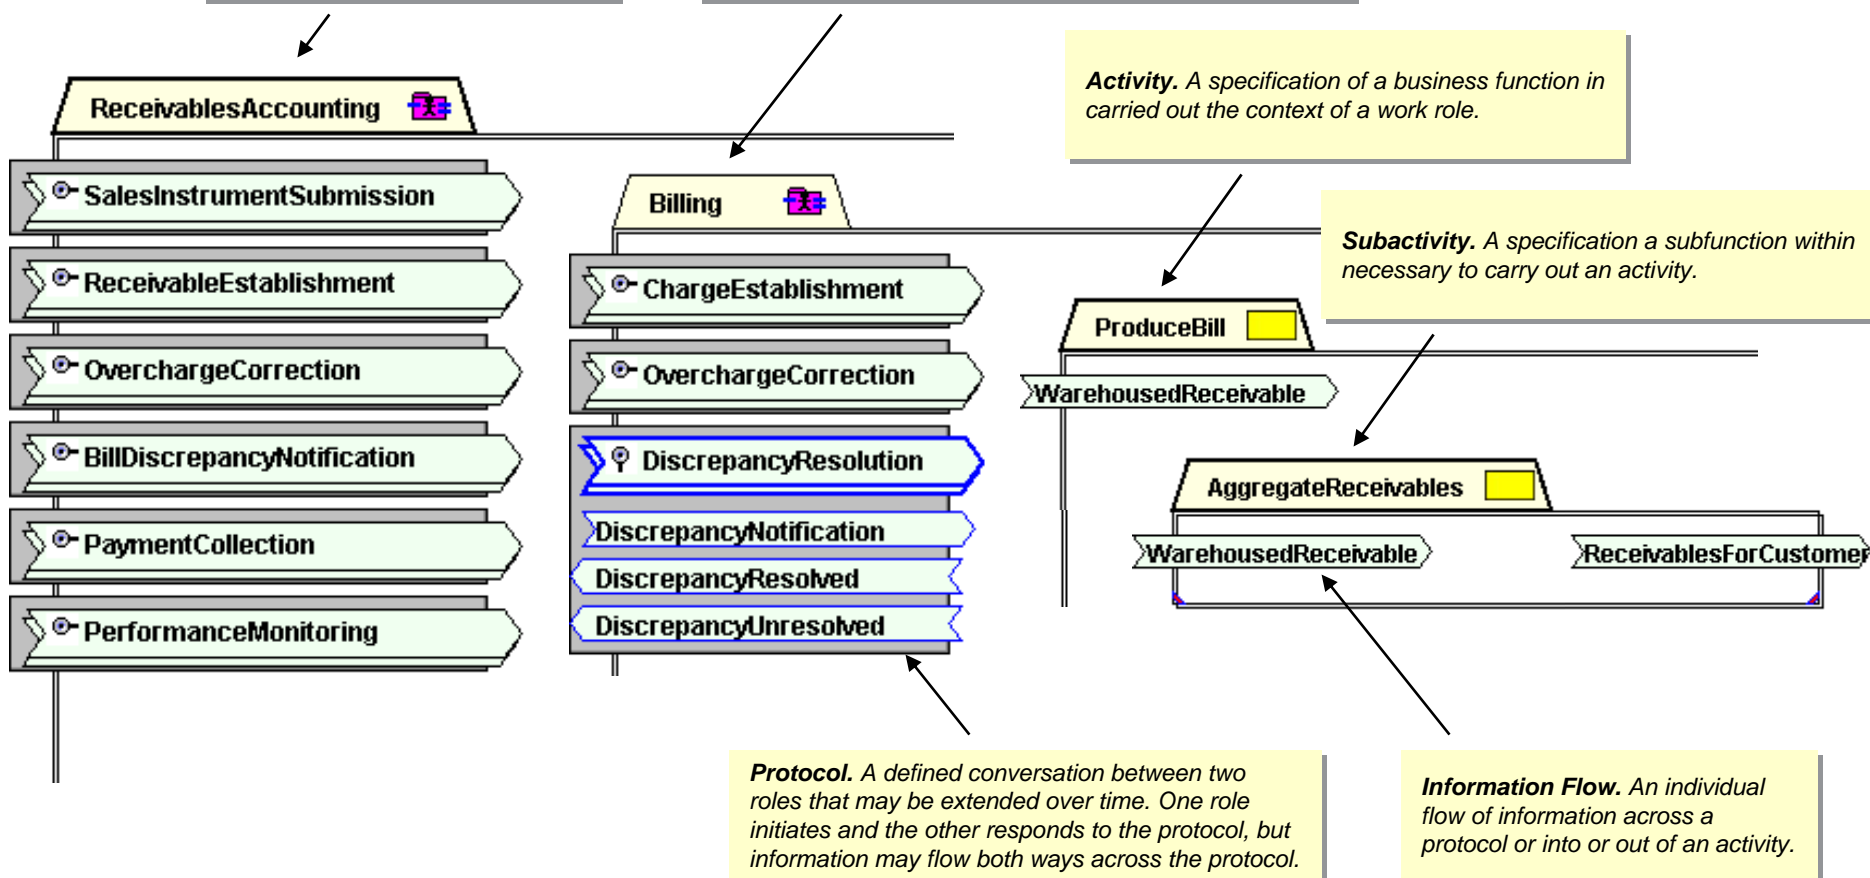 Activity. A specification of a business function in
carried out the context of a work role.
ReceivablesAccounting
SalesInstrumentSubmission
ReceivableEstablishment
OverchargeCorrection
BillDiscrepancyNotification
PaymentCollection
PerformanceMonitoring
Billing
ChargeEstablishment
OverchargeCorrection
DiscrepancyResolution
DiscrepancyNotification
DiscrepancyResolved
DiscrepancyUnresolved
Subactivity. A specification a subfunction within
necessary to carry out an activity.
ProduceBill
WarehousedReceivable
AggregateReceivables
WarehousedReceivable
ReceivablesForCustomer
Protocol. A defined conversation between two
roles that may be extended over time. One role
initiates and the other responds to the protocol, but
information may flow both ways across the protocol.
Information Flow. An individual
flow of information across a
protocol or into or out of an activity.